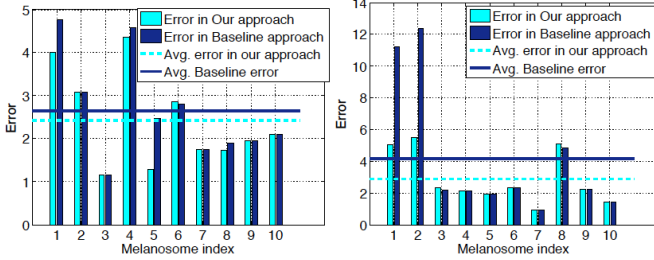 5
4
3
2
1
0
Error
Error in Our approach
Error in Baseline approach
Avg. error in our approach
Avg. Baseline error
1 2 3 4 5 6 7 8 9 10
Melanosome index
14
12
10
8
6
4
2
0
Error
Error in Our approach
Error in Baseline approach
Avg. error in our approach
Avg. Baseline error
1 2 3 4 5 6 7 8 9 10
Melanosome index